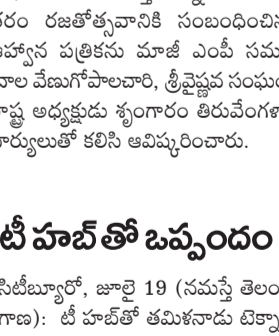 రం రజతోత్సవానికి సంబంధించిన
హ్వాన పత్రికను మాజీ ఎంపీ సము
వేణుగోపాలచారి, శ్రీవైష్ణవ సంఘం
రాష్ట్ర అధ్యక్షుడు శృంగారం తిరువేంగళా
చార్యులుతో కలిసి ఆవిష్కరించారు.
టీ హబ్‌తో ఒప్పందం
సిటీబ్యూరో, జూలై 19 (నమస్తే తెలం
గాణ): టీ హబ్‌తో తమిళనాడు టెక్నా